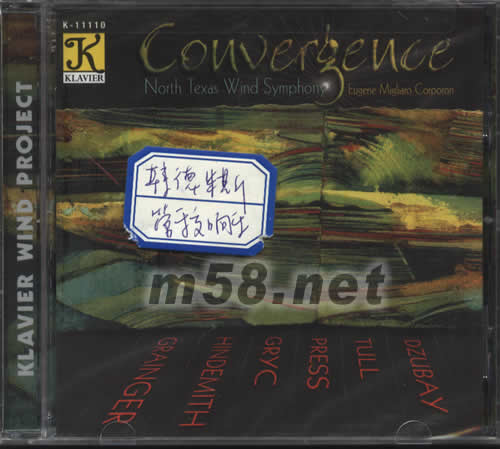 K-11110
K
KLAVIER
Convergence
North Texas Wind Symphony
Eugene Migliaro Corporon
KLAVIER WIND PROJECT
m58.net
GRAINGER
HINDEMITH
GRYC
PRESS
TULL
DZUBAY